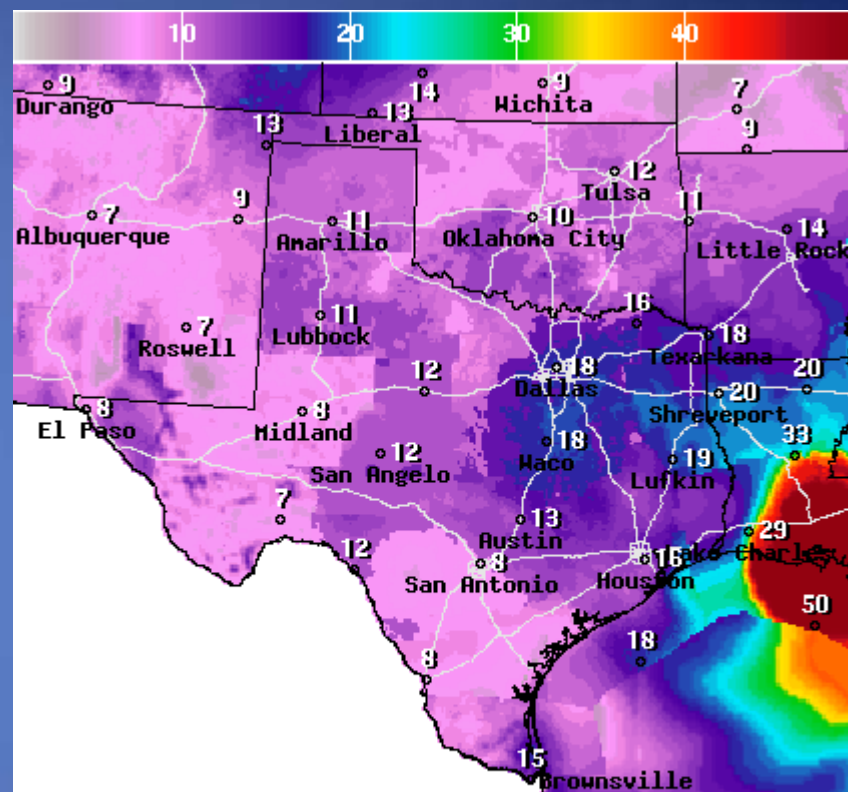 10 20 30 40
9 14 9 7
Durango Wichita
13 13 9
Liberal
12
Tulsa
7 9 11 10 11 14
Albuquerque Amarillo Oklahoma City Little Rock
7 11 16 18
Roswell Lubbock Texarkana
12 18 20 20
Dallas
8 8 Shreveport
El Paso Midland
12 18 19 33
San Angelo Waco Lufkin
7 13 29
Austin
12 8 16 Lake Charles
San Antonio Houston
50
18
8
15
Brownsville